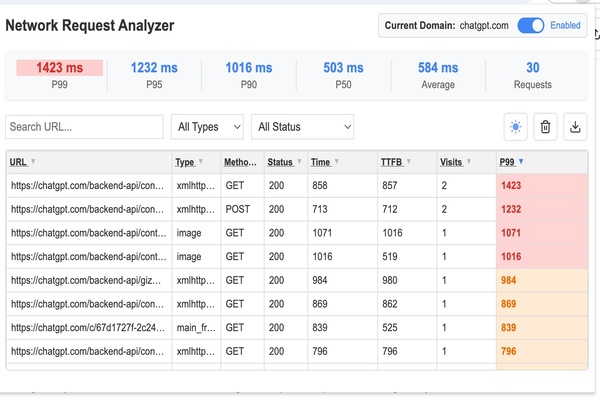 Network Request Analyzer
Current Domain: chatgpt.com Enabled
1423 ms 1232 ms 1016 ms 503 ms 584 ms 30
P99 P95 P90 P50 Average Requests
Search URL... All Types All Status
URL Type Metho... Status Time TTFB Visits P99
https://chatgpt.com/backend-api/con... xmlhttp... GET 200 858 857 2 1423
https://chatgpt.com/backend-api/con... xmlhttp... POST 200 713 712 2 1232
https://chatgpt.com/backend-api/cont... image GET 200 1071 1016 1 1071
https://chatgpt.com/backend-api/cont... image GET 200 1016 519 1 1016
https://chatgpt.com/backend-api/giz... xmlhttp... GET 200 984 980 1 984
https://chatgpt.com/backend-api/con... xmlhttp... GET 200 869 862 1 869
https://chatgpt.com/c/67d1727f-2c24... main_fr... GET 200 839 525 1 839
https://chatgpt.com/backend-api/con... xmlhttp... GET 200 796 796 1 796